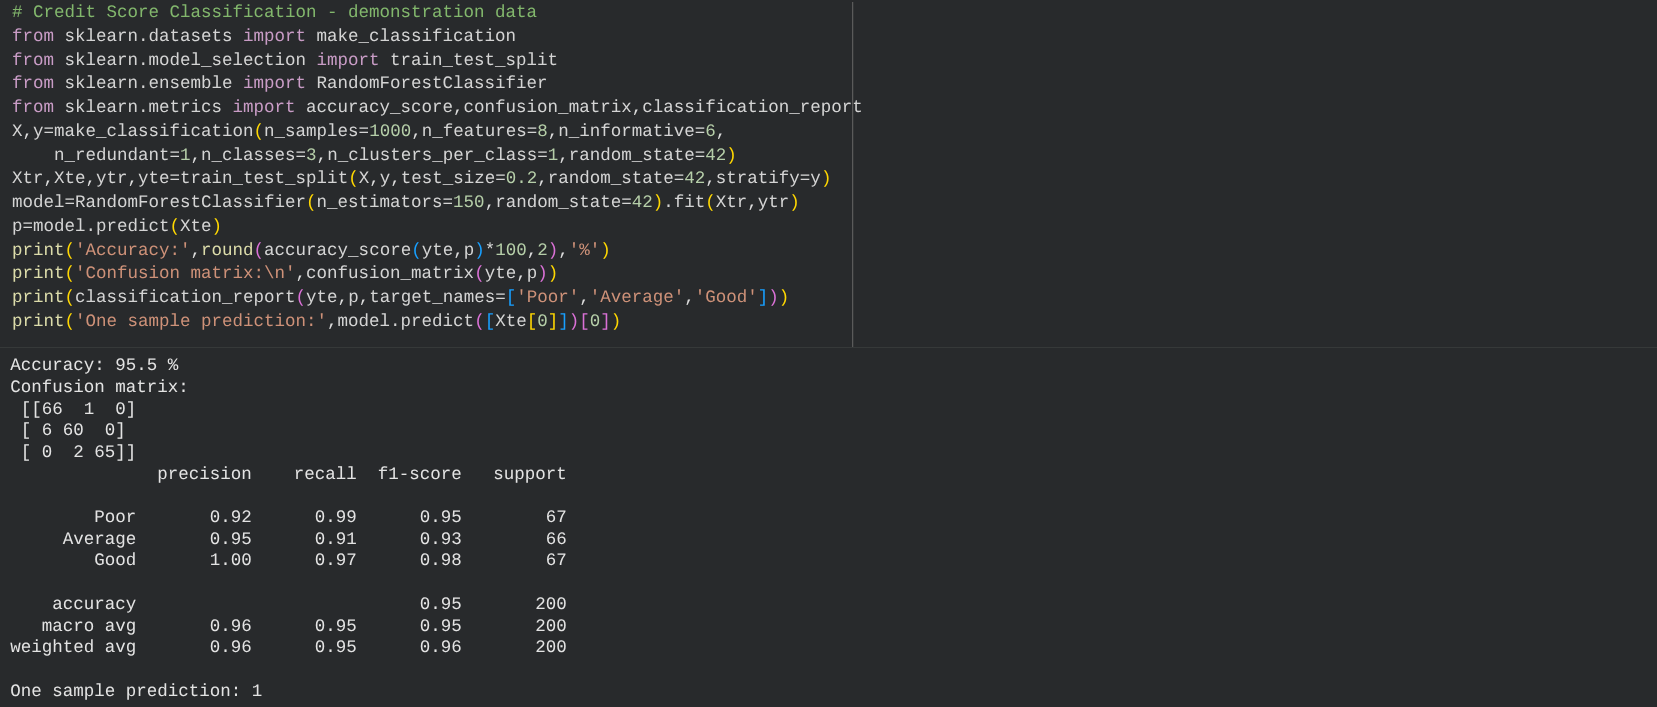 # Credit Score Classification - demonstration data
from sklearn.datasets import make_classification
from sklearn.model_selection import train_test_split
from sklearn.ensemble import RandomForestClassifier
from sklearn.metrics import accuracy_score,confusion_matrix,classification_report
X,y=make_classification(n_samples=1000,n_features=8,n_informative=6,
    n_redundant=1,n_classes=3,n_clusters_per_class=1,random_state=42)
Xtr,Xte,ytr,yte=train_test_split(X,y,test_size=0.2,random_state=42,stratify=y)
model=RandomForestClassifier(n_estimators=150,random_state=42).fit(Xtr,ytr)
p=model.predict(Xte)
print('Accuracy:',round(accuracy_score(yte,p)*100,2),'%')
print('Confusion matrix:\n',confusion_matrix(yte,p))
print(classification_report(yte,p,target_names=['Poor','Average','Good']))
print('One sample prediction:',model.predict([Xte[0]])[0])
Accuracy: 95.5 %
Confusion matrix:
 [[66  1  0]
 [ 6 60  0]
 [ 0  2 65]]
              precision    recall  f1-score   support
        Poor       0.92      0.99      0.95        67
     Average       0.95      0.91      0.93        66
        Good       1.00      0.97      0.98        67
    accuracy                           0.95       200
   macro avg       0.96      0.95      0.95       200
weighted avg       0.96      0.95      0.96       200
One sample prediction: 1